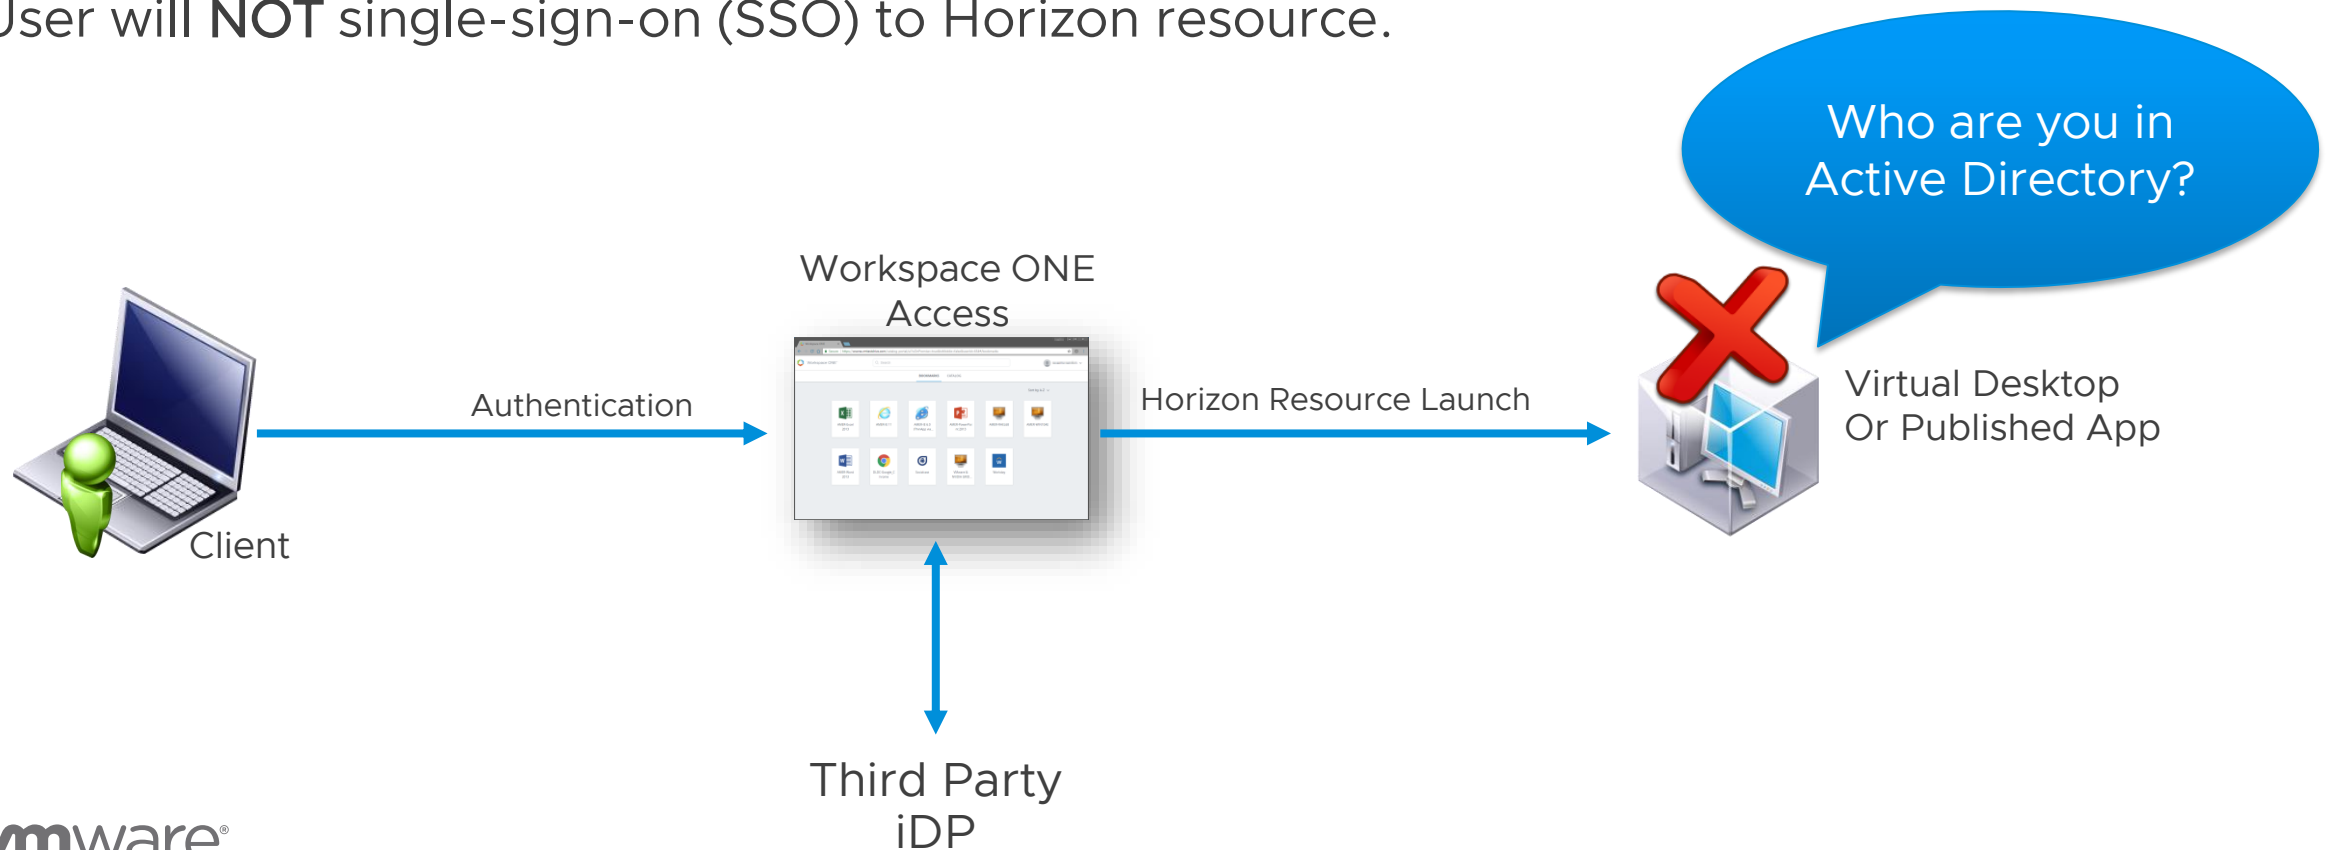 User will NOT single-sign-on (SSO) to Horizon resource.
Who are you in
Active Directory?
Workspace ONE
Access
Authentication
Horizon Resource Launch
Virtual Desktop
Or Published App
Client
Third Party
iDP
vmware®